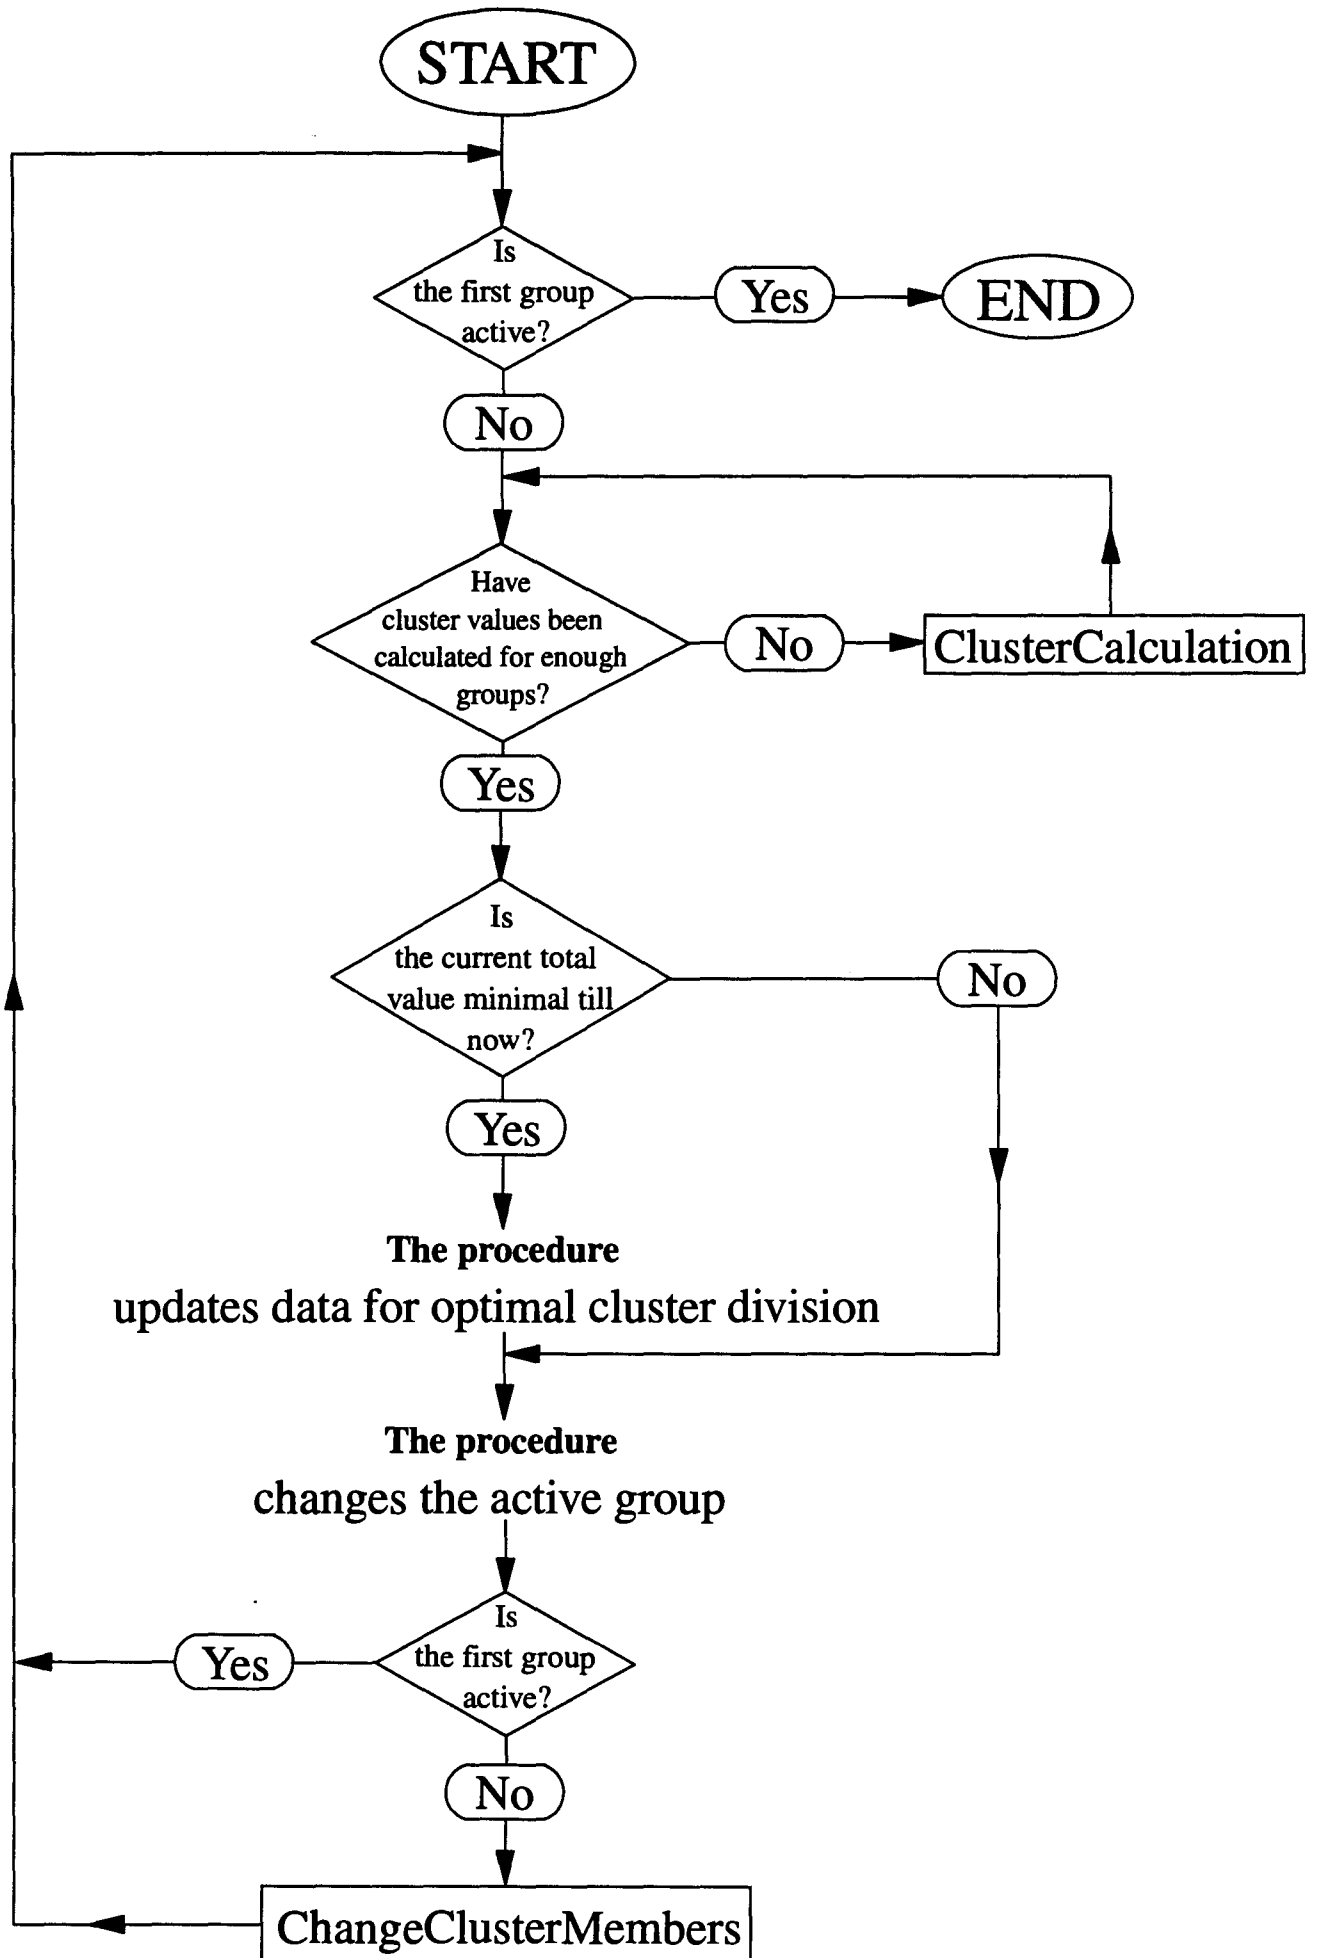 START
Is
the first group
active?
Yes
END
No
Have
cluster values been
calculated for enough
groups?
No
ClusterCalculation
Yes
Is
the current total
value minimal till
now?
No
Yes
The procedure
updates data for optimal cluster division
The procedure
changes the active group
Is
the first group
active?
Yes
No
ChangeClusterMembers